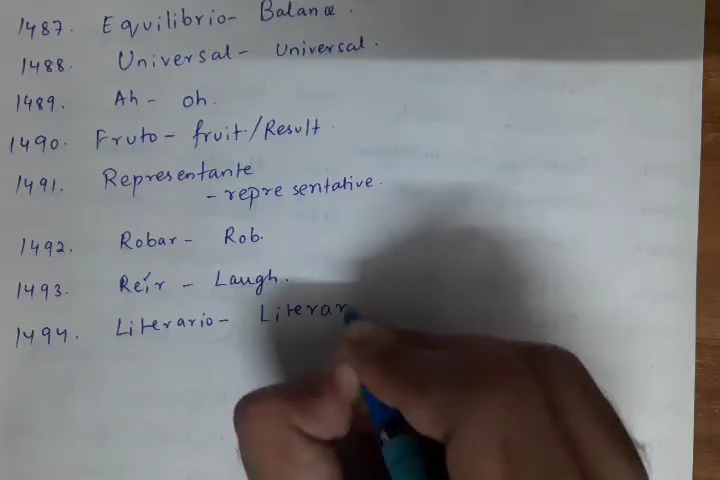 1487. Equilibrio- Balance.
1488. Universal- Universal.
1489. Ah- oh.
1490. Fruto- fruit/Result
1491. Representante
- representative.
1492. Robar- Rob.
1493. Reír - Laugh.
1494. Literario- Literar